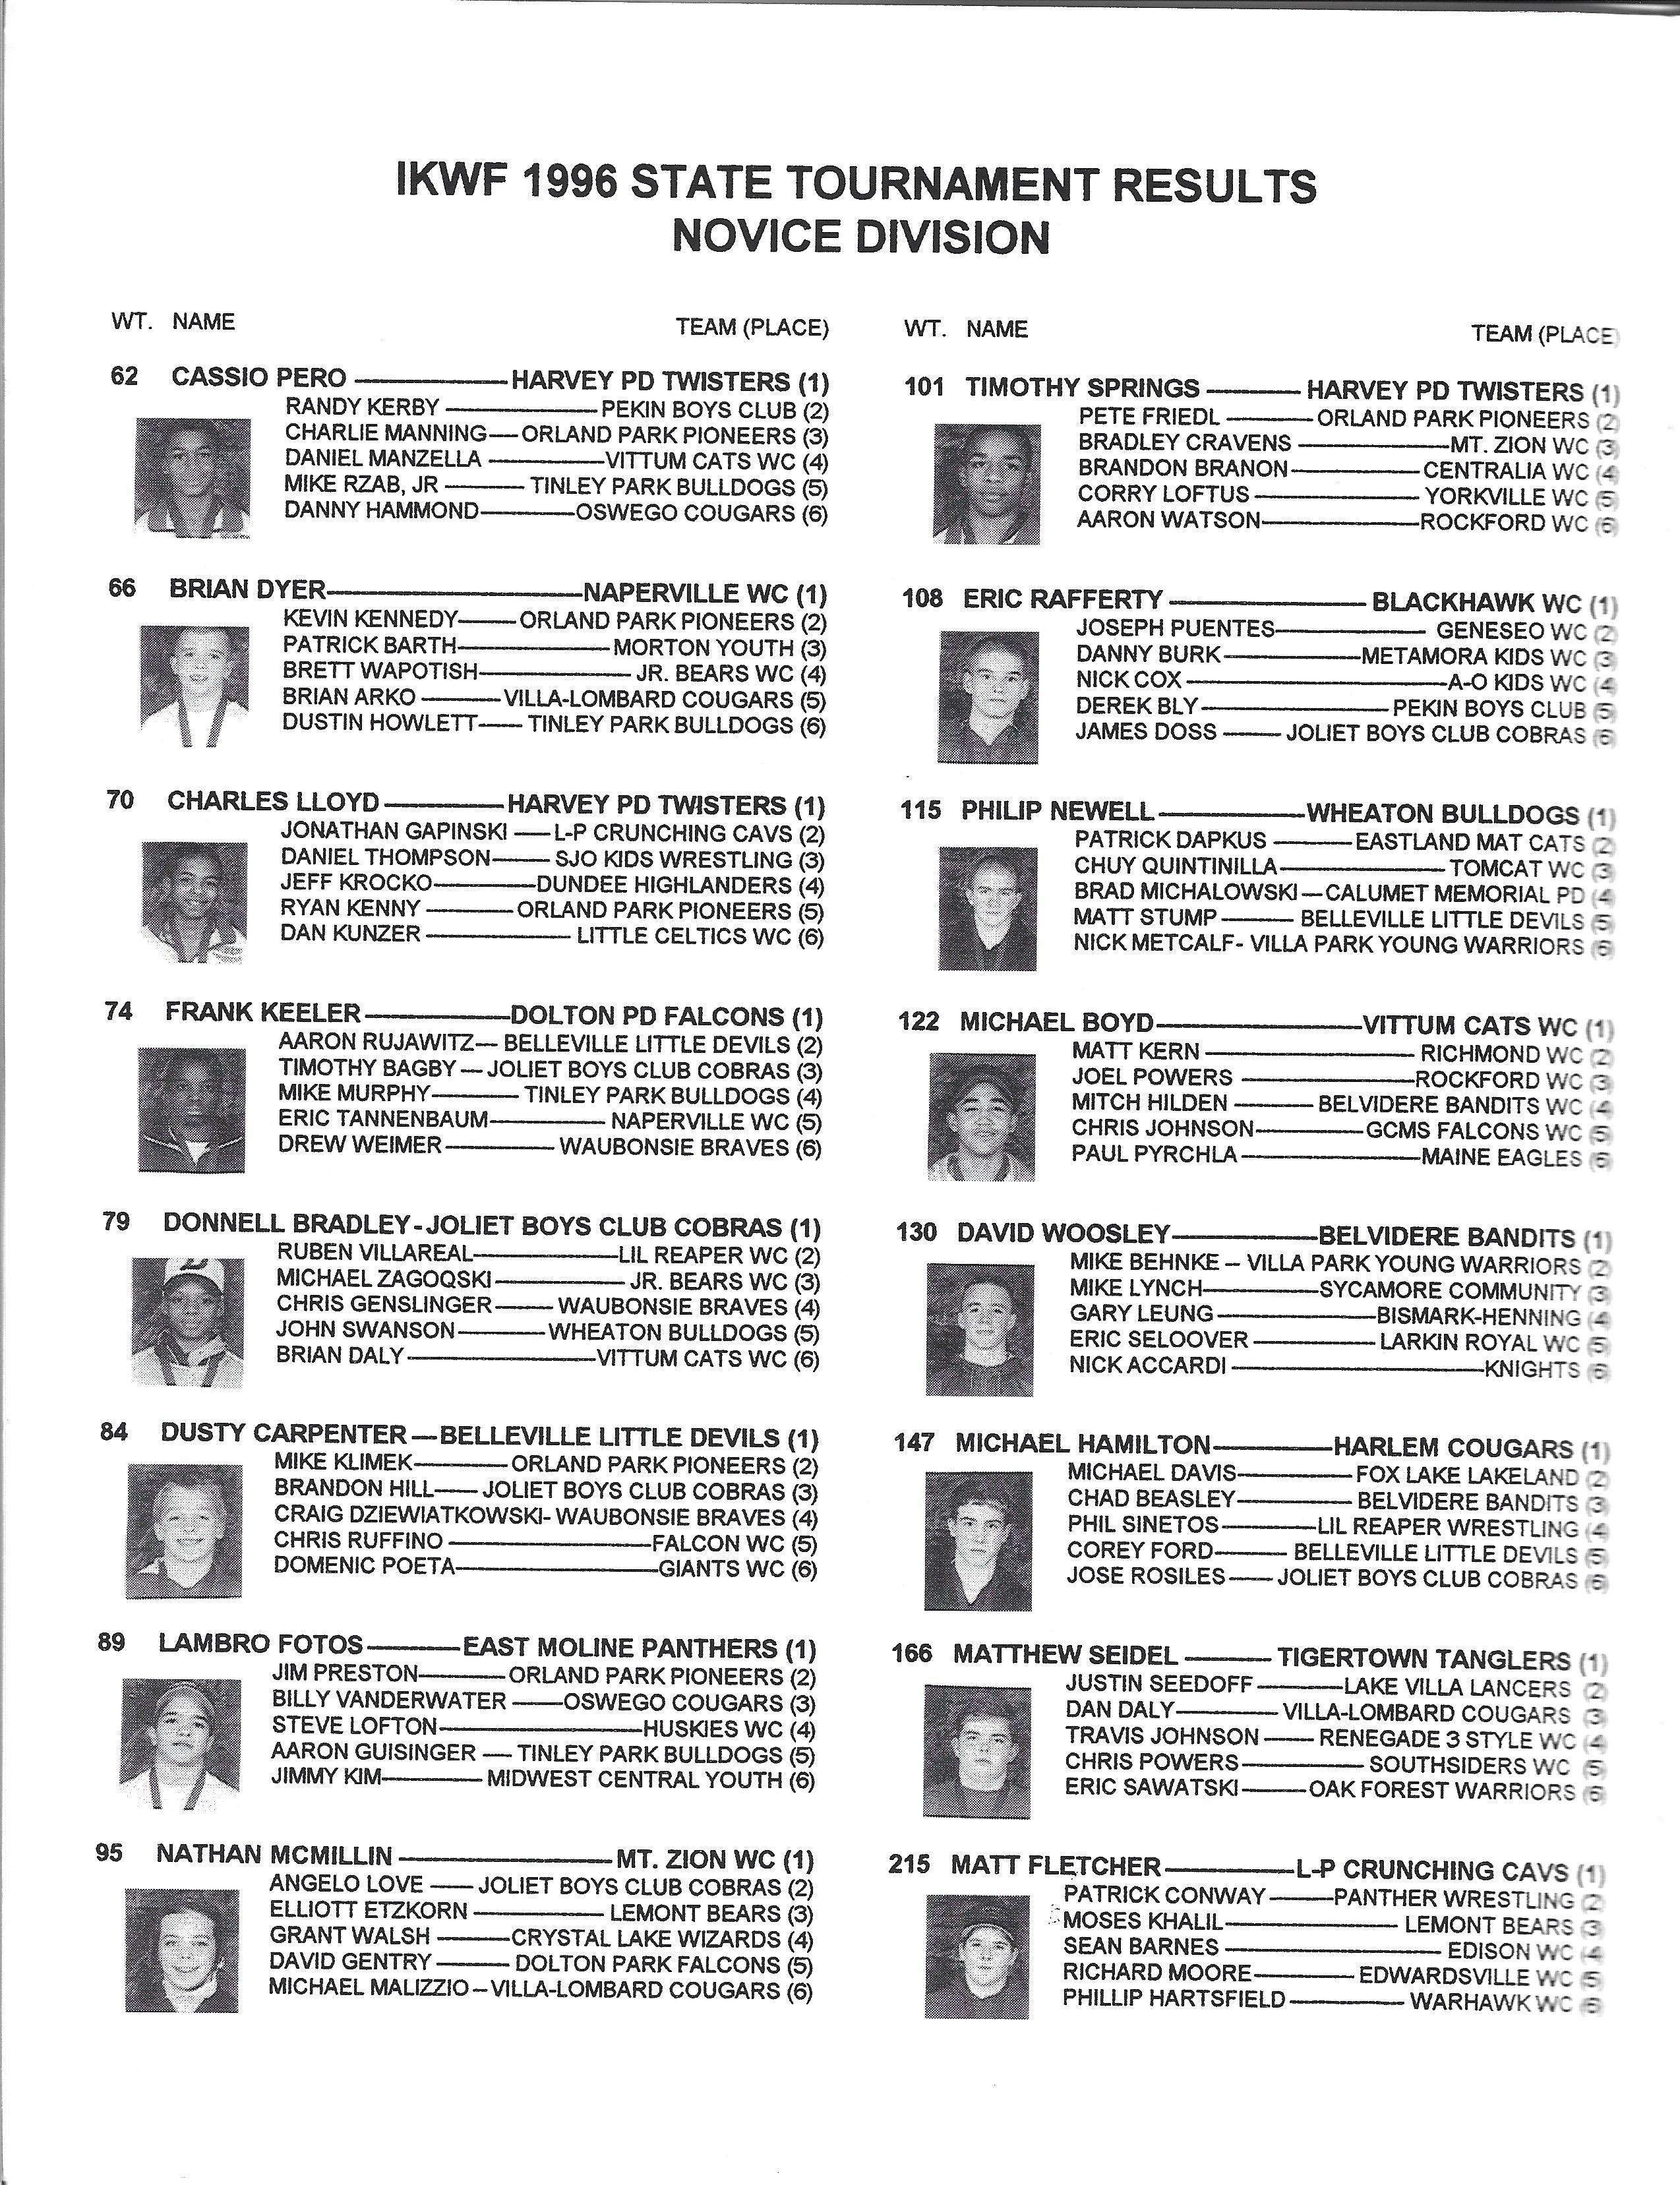 IKWF 1996 STATE TOURNAMENT RESULTS
NOVICE DIVISION
WT. NAME TEAM (PLACE)
62 CASSIO PERO HARVEY PD TWISTERS (1)
RANDY KERBY PEKIN BOYS CLUB (2)
CHARLIE MANNING ORLAND PARK PIONEERS (3)
DANIEL MANZELLA VITTUM CATS WC (4)
MIKE RZAB, JR TINLEY PARK BULLDOGS (5)
DANNY HAMMOND OSWEGO COUGARS (6)
66 BRIAN DYER NAPERVILLE WC (1)
KEVIN KENNEDY ORLAND PARK PIONEERS (2)
PATRICK BARTH MORTON YOUTH (3)
BRETT WAPOTISH JR. BEARS WC (4)
BRIAN ARKO VILLA-LOMBARD COUGARS (5)
DUSTIN HOWLETT TINLEY PARK BULLDOGS (6)
70 CHARLES LLOYD HARVEY PD TWISTERS (1)
JONATHAN GAPINSKI L-P CRUNCHING CAVS (2)
DANIEL THOMPSON SJO KIDS WRESTLING (3)
JEFF KROCKO DUNDEE HIGHLANDERS (4)
RYAN KENNY ORLAND PARK PIONEERS (5)
DAN KUNZER LITTLE CELTICS WC (6)
74 FRANK KEELER DOLTON PD FALCONS (1)
AARON RUJAWITZ BELLEVILLE LITTLE DEVILS (2)
TIMOTHY BAGBY JOLIET BOYS CLUB COBRAS (3)
MIKE MURPHY TINLEY PARK BULLDOGS (4)
ERIC TANNENBAUM NAPERVILLE WC (5)
DREW WEIMER WAUBONSIE BRAVES (6)
79 DONNELL BRADLEY - JOLIET BOYS CLUB COBRAS (1)
RUBEN VILLAREAL LIL REAPER WC (2)
MICHAEL ZAGOQSKI JR. BEARS WC (3)
CHRIS GENSLINGER WAUBONSIE BRAVES (4)
JOHN SWANSON WHEATON BULLDOGS (5)
BRIAN DALY VITTUM CATS WC (6)
84 DUSTY CARPENTER BELLEVILLE LITTLE DEVILS (1)
MIKE KLIMEK ORLAND PARK PIONEERS (2)
BRANDON HILL JOLIET BOYS CLUB COBRAS (3)
CRAIG DZIEWIATKOWSKI- WAUBONSIE BRAVES (4)
CHRIS RUFFINO FALCON WC (5)
DOMENIC POETA GIANTS WC (6)
89 LAMBRO FOTOS EAST MOLINE PANTHERS (1)
JIM PRESTON ORLAND PARK PIONEERS (2)
BILLY VANDERWATER OSWEGO COUGARS (3)
STEVE LOFTON HUSKIES WC (4)
AARON GUISINGER TINLEY PARK BULLDOGS (5)
JIMMY KIM MIDWEST CENTRAL YOUTH (6)
95 NATHAN MCMILLIN MT. ZION WC (1)
ANGELO LOVE JOLIET BOYS CLUB COBRAS (2)
ELLIOTT ETZKORN LEMONT BEARS (3)
GRANT WALSH CRYSTAL LAKE WIZARDS (4)
DAVID GENTRY DOLTON PARK FALCONS (5)
MICHAEL MALIZZIO VILLA-LOMBARD COUGARS (6)
WT. NAME TEAM (PLACE)
101 TIMOTHY SPRINGS HARVEY PD TWISTERS (1)
PETE FRIEDL ORLAND PARK PIONEERS (2)
BRADLEY CRAVENS MT. ZION WC (3)
BRANDON BRANON CENTRALIA WC (4)
CORRY LOFTUS YORKVILLE WC (5)
AARON WATSON ROCKFORD WC (6)
108 ERIC RAFFERTY BLACKHAWK WC (1)
JOSEPH PUENTES GENESEO WC (2)
DANNY BURK METAMORA KIDS WC (3)
NICK COX A-O KIDS WC (4)
DEREK BLY PEKIN BOYS CLUB (5)
JAMES DOSS JOLIET BOYS CLUB COBRAS (6)
115 PHILIP NEWELL WHEATON BULLDOGS (1)
PATRICK DAPKUS EASTLAND MAT CATS (2)
CHUY QUINTINILLA TOMCAT WC (3)
BRAD MICHALOWSKI CALUMET MEMORIAL PD (4)
MATT STUMP BELLEVILLE LITTLE DEVILS (5)
NICK METCALF- VILLA PARK YOUNG WARRIORS (6)
122 MICHAEL BOYD VITTUM CATS WC (1)
MATT KERN RICHMOND WC (2)
JOEL POWERS ROCKFORD WC (3)
MITCH HILDEN BELVIDERE BANDITS WC (4)
CHRIS JOHNSON GCMS FALCONS WC (5)
PAUL PYRCHLA MAINE EAGLES (6)
130 DAVID WOOSLEY BELVIDERE BANDITS (1)
MIKE BEHNKE VILLA PARK YOUNG WARRIORS (2)
MIKE LYNCH SYCAMORE COMMUNITY (3)
GARY LEUNG BISMARK-HENNING (4)
ERIC SELOOVER LARKIN ROYAL WC (5)
NICK ACCARDI KNIGHTS (6)
147 MICHAEL HAMILTON HARLEM COUGARS (1)
MICHAEL DAVIS FOX LAKE LAKELAND (2)
CHAD BEASLEY BELVIDERE BANDITS (3)
PHIL SINETOS LIL REAPER WRESTLING (4)
COREY FORD BELLEVILLE LITTLE DEVILS (5)
JOSE ROSILES JOLIET BOYS CLUB COBRAS (6)
166 MATTHEW SEIDEL TIGERTOWN TANGLERS (1)
JUSTIN SEEDOFF LAKE VILLA LANCERS (2)
DAN DALY VILLA-LOMBARD COUGARS (3)
TRAVIS JOHNSON RENEGADE 3 STYLE WC (4)
CHRIS POWERS SOUTHSIDERS WC (5)
ERIC SAWATSKI OAK FOREST WARRIORS (6)
215 MATT FLETCHER L-P CRUNCHING CAVS (1)
PATRICK CONWAY PANTHER WRESTLING (2)
MOSES KHALIL LEMONT BEARS (3)
SEAN BARNES EDISON WC (4)
RICHARD MOORE EDWARDSVILLE WC (5)
PHILLIP HARTSFIELD WARHAWK WC (6)